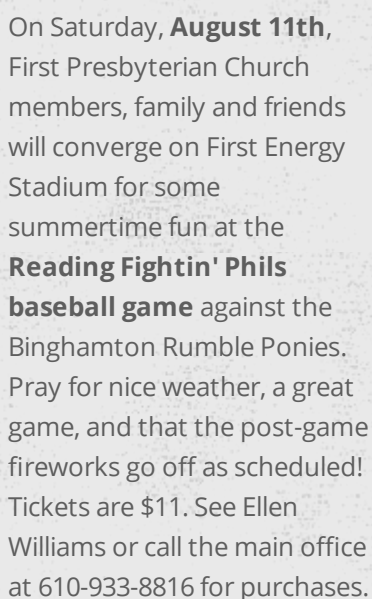 On Saturday, August 11th,
First Presbyterian Church
members, family and friends
will converge on First Energy
Stadium for some
summertime fun at the
Reading Fightin' Phils
baseball game against the
Binghamton Rumble Ponies.
Pray for nice weather, a great
game, and that the post-game
fireworks go off as scheduled!
Tickets are $11. See Ellen
Williams or call the main office
at 610-933-8816 for purchases.